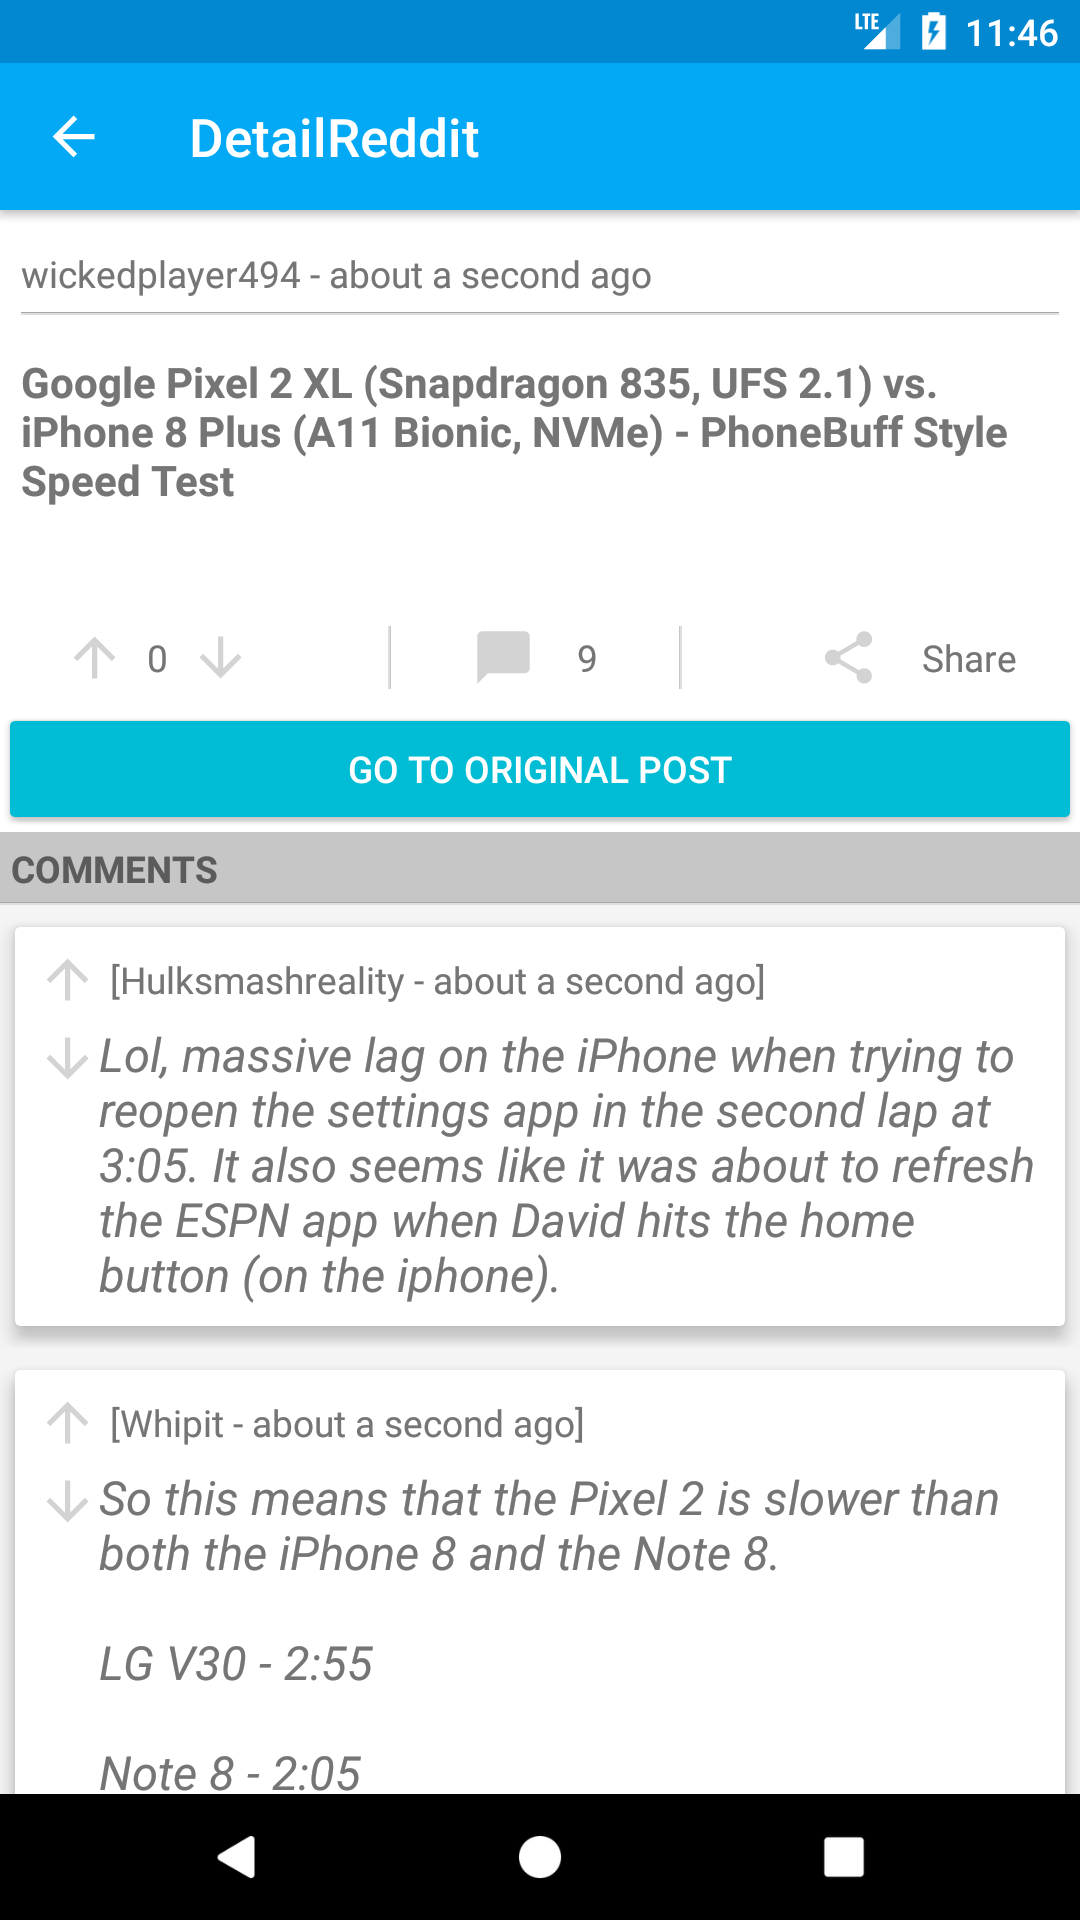 LTE 11:46
DetailReddit
wickedplayer494 - about a second ago
Google Pixel 2 XL (Snapdragon 835, UFS 2.1) vs.
iPhone 8 Plus (A11 Bionic, NVMe) - PhoneBuff Style
Speed Test
0 9 Share
GO TO ORIGINAL POST
COMMENTS
[Hulksmashreality - about a second ago]
Lol, massive lag on the iPhone when trying to
reopen the settings app in the second lap at
3:05. It also seems like it was about to refresh
the ESPN app when David hits the home
button (on the iphone).
[Whipit - about a second ago]
So this means that the Pixel 2 is slower than
both the iPhone 8 and the Note 8.
LG V30 - 2:55
Note 8 - 2:05